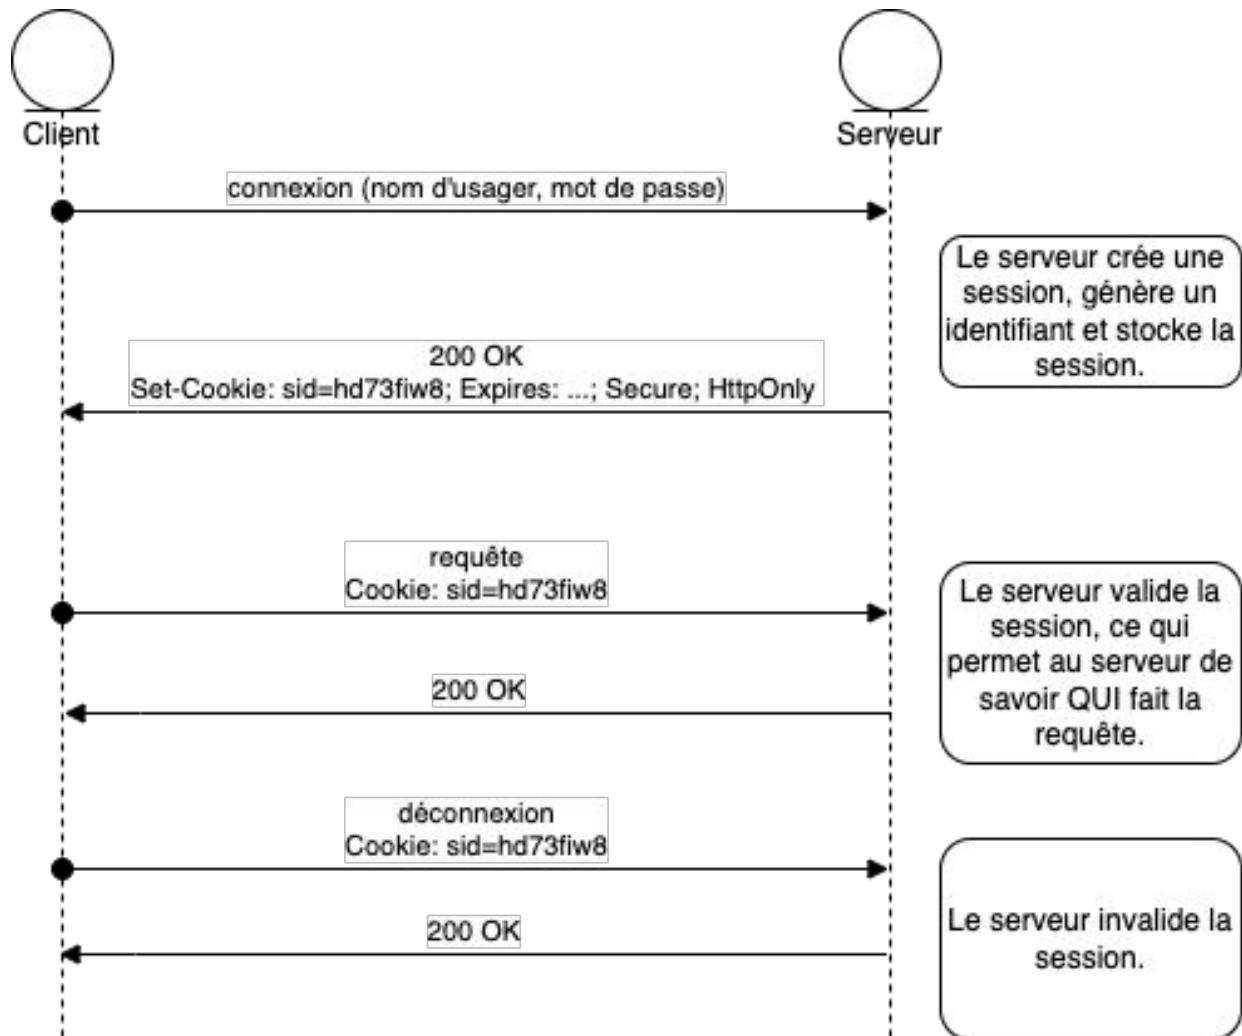 Client
Serveur
connexion (nom d'usager, mot de passe)
Le serveur crée une
session, génère un
identifiant et stocke la
session.
200 OK
Set-Cookie: sid=hd73fiw8; Expires: ...; Secure; HttpOnly
requête
Cookie: sid=hd73fiw8
Le serveur valide la
session, ce qui
permet au serveur de
savoir QUI fait la
requête.
200 OK
déconnexion
Cookie: sid=hd73fiw8
Le serveur invalide la
session.
200 OK